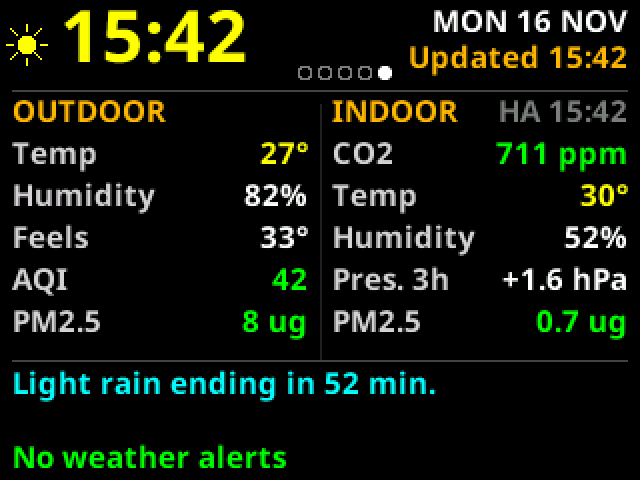 15:42
MON 16 NOV
Updated 15:42
OUTDOOR
Temp 27°
Humidity 82%
Feels 33°
AQI 42
PM2.5 8 ug
INDOOR HA 15:42
CO2 711 ppm
Temp 30°
Humidity 52%
Pres. 3h +1.6 hPa
PM2.5 0.7 ug
Light rain ending in 52 min.
No weather alerts